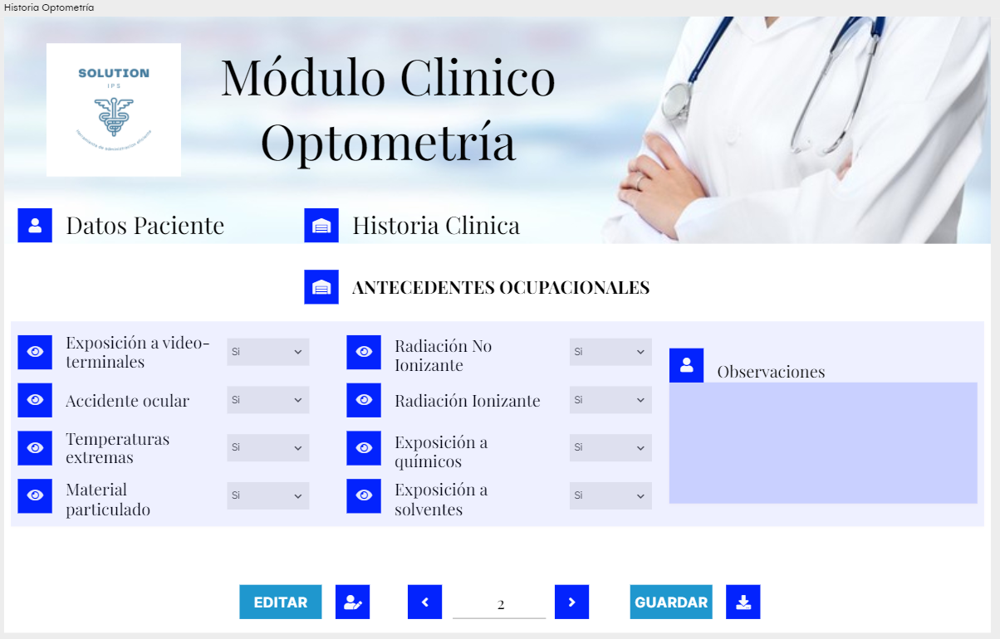 Historia Optometría
SOLUTION
IPS
Módulo Clinico
Optometría
Datos Paciente
Historia Clinica
ANTECEDENTES OCUPACIONALES
Exposición a video-
terminales
Si
Radiación No
Ionizante
Si
Observaciones
Accidente ocular
Si
Radiación Ionizante
Si
Temperaturas
extremas
Si
Exposición a
químicos
Si
Material
particulado
Si
Exposición a
solventes
Si
EDITAR
2
GUARDAR